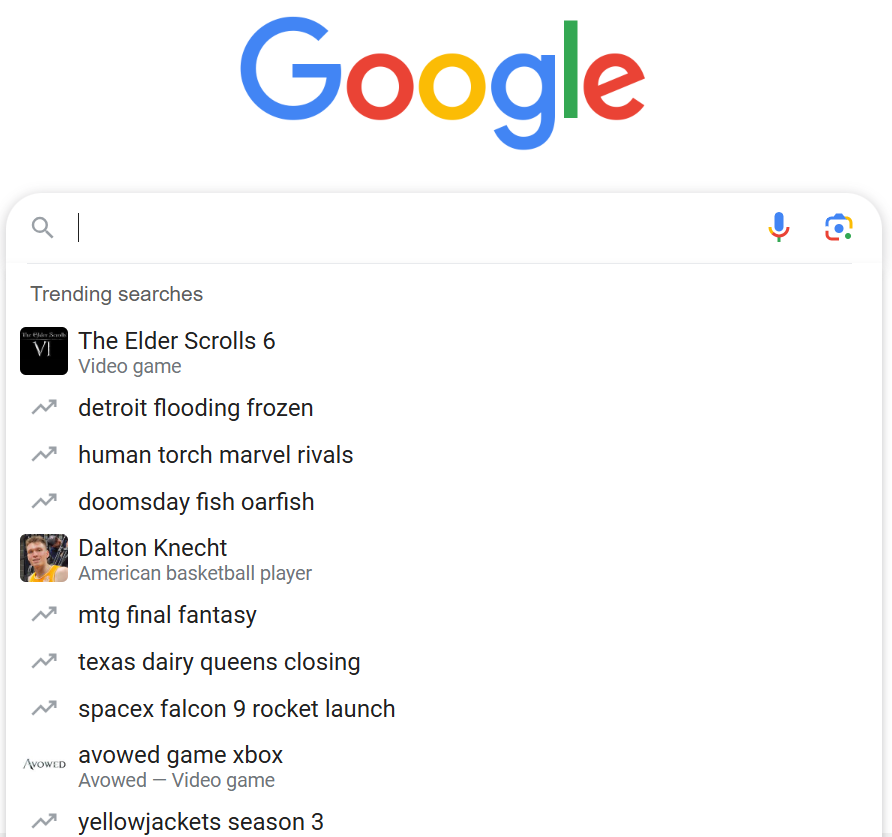 Google
Trending searches
The Elder Scrolls
VI
The Elder Scrolls 6
Video game
detroit flooding frozen
human torch marvel rivals
doomsday fish oarfish
Dalton Knecht
American basketball player
mtg final fantasy
texas dairy queens closing
spacex falcon 9 rocket launch
AVOWED
avowed game xbox
Avowed — Video game
yellowjackets season 3